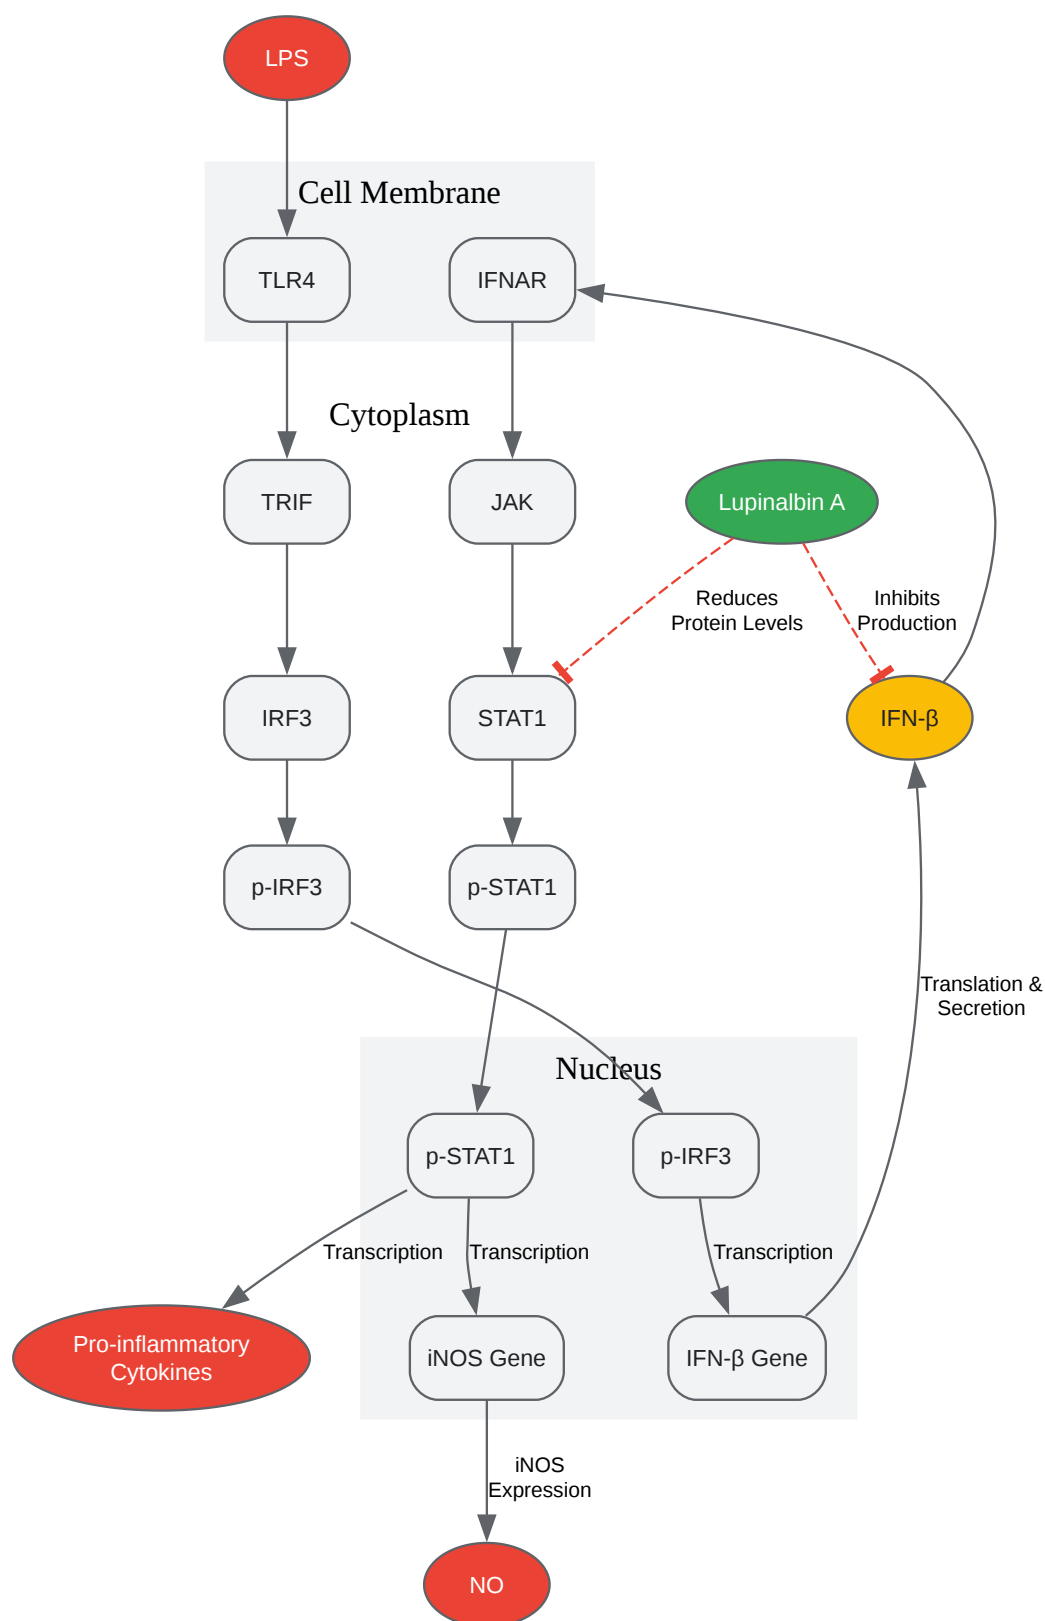 LPS
Cell Membrane
TLR4
IFNAR
Cytoplasm
TRIF
JAK
Lupinalbin A
Reduces
Protein Levels
Inhibits
Production
IRF3
STAT1
IFN-β
p-IRF3
p-STAT1
Translation &
Secretion
Nucleus
p-STAT1
p-IRF3
Transcription
Transcription
Transcription
Pro-inflammatory
Cytokines
iNOS Gene
IFN-β Gene
iNOS
Expression
NO